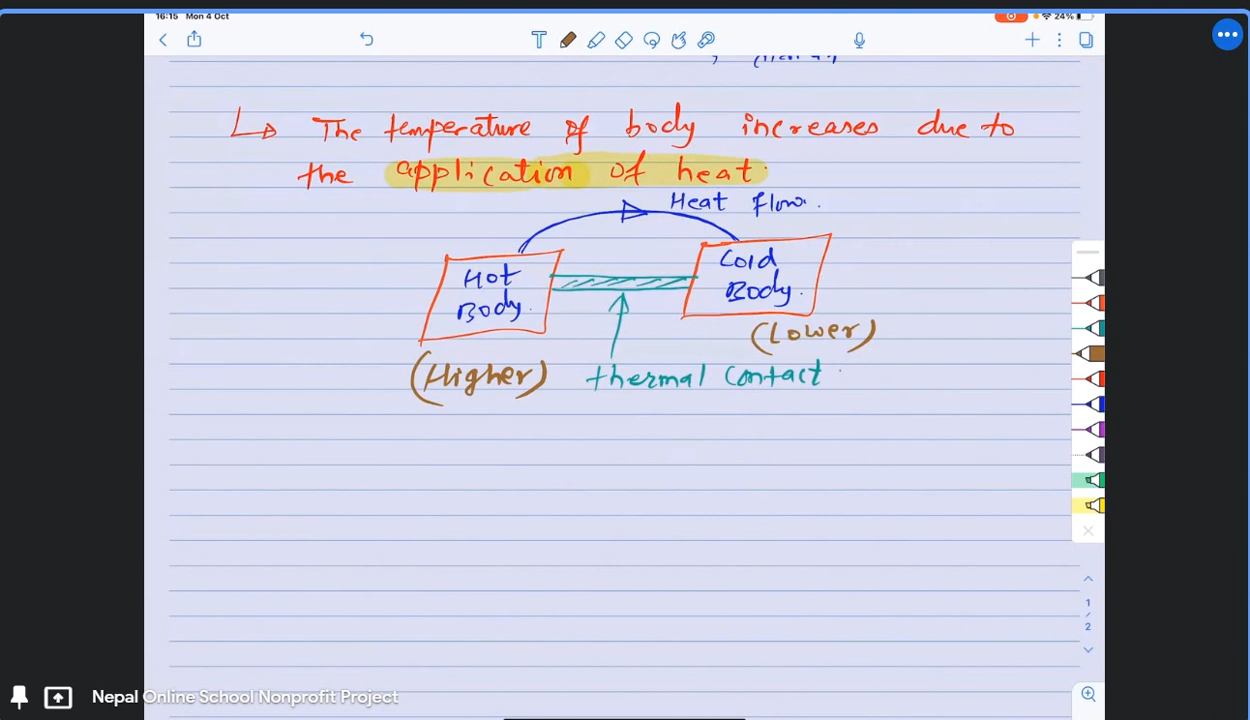 16:15 Mon 4 Oct
24%
The temperature of body increases due to
the application of heat.
Heat flow.
Hot
Body.
Cold
Body.
(Lower)
(Higher)
thermal contact
1
/
2
Nepal Online School Nonprofit Project